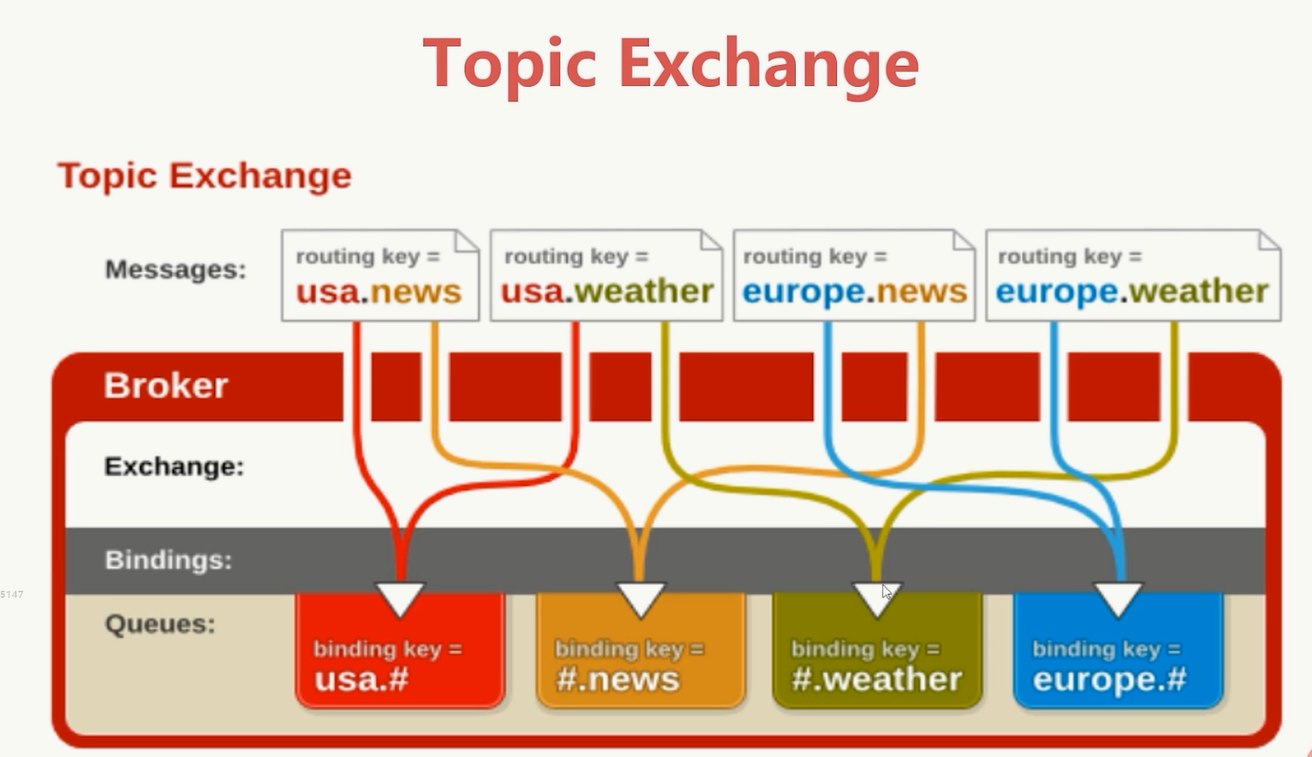 Topic Exchange
Topic Exchange
Messages:
routing key =
usa.news
routing key =
usa.weather
routing key =
europe.news
routing key =
europe.weather
Broker
Exchange:
Bindings:
5147
Queues:
binding key =
usa.#
binding key =
#.news
binding key =
#.weather
binding key =
europe.#